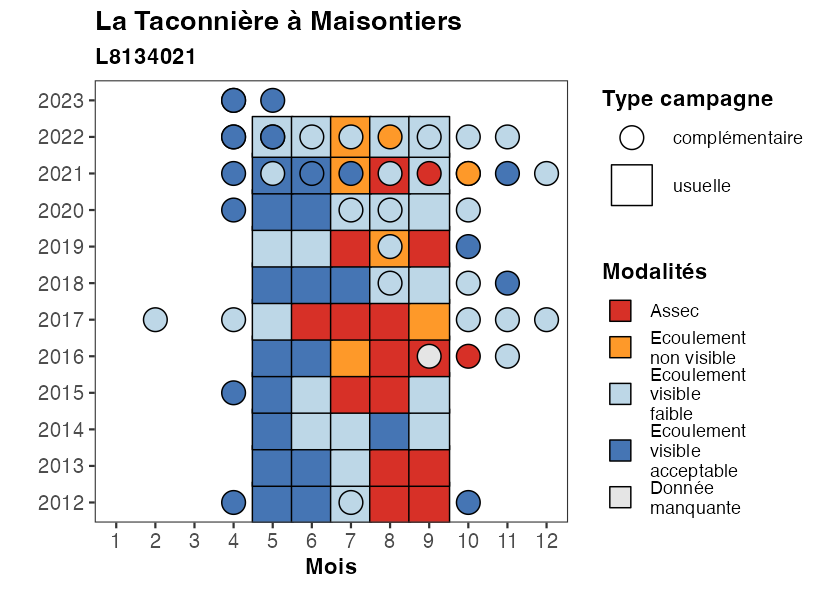 La Taconnière à Maisontiers
L8134021
2023
2022
2021
2020
2019
2018
2017
2016
2015
2014
2013
2012
1 2 3 4 5 6 7 8 9 10 11 12
Mois
Type campagne
complémentaire
usuelle
Modalités
Assec
Ecoulement
non visible
Ecoulement
visible
faible
Ecoulement
visible
acceptable
Donnée
manquante